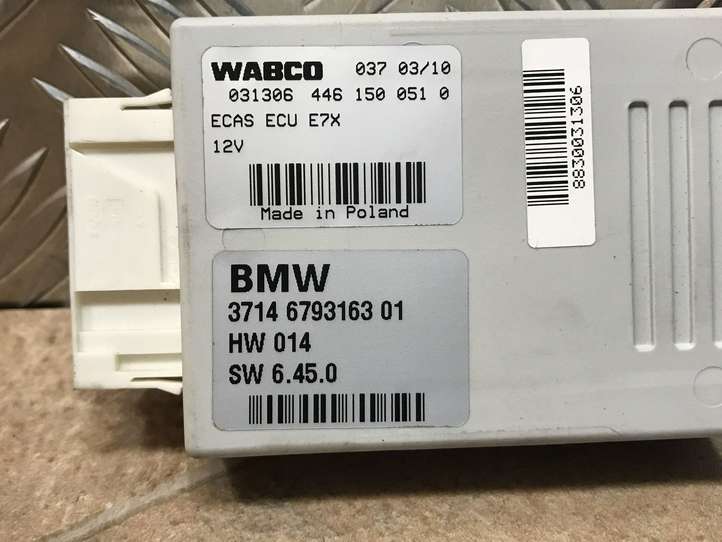 WABCO 037 03/10
031306 446 150 051 0
ECAS ECU E7X
12V
Made in Poland
8830031306
BMW
3714 6793163 01
HW 014
SW 6.45.0